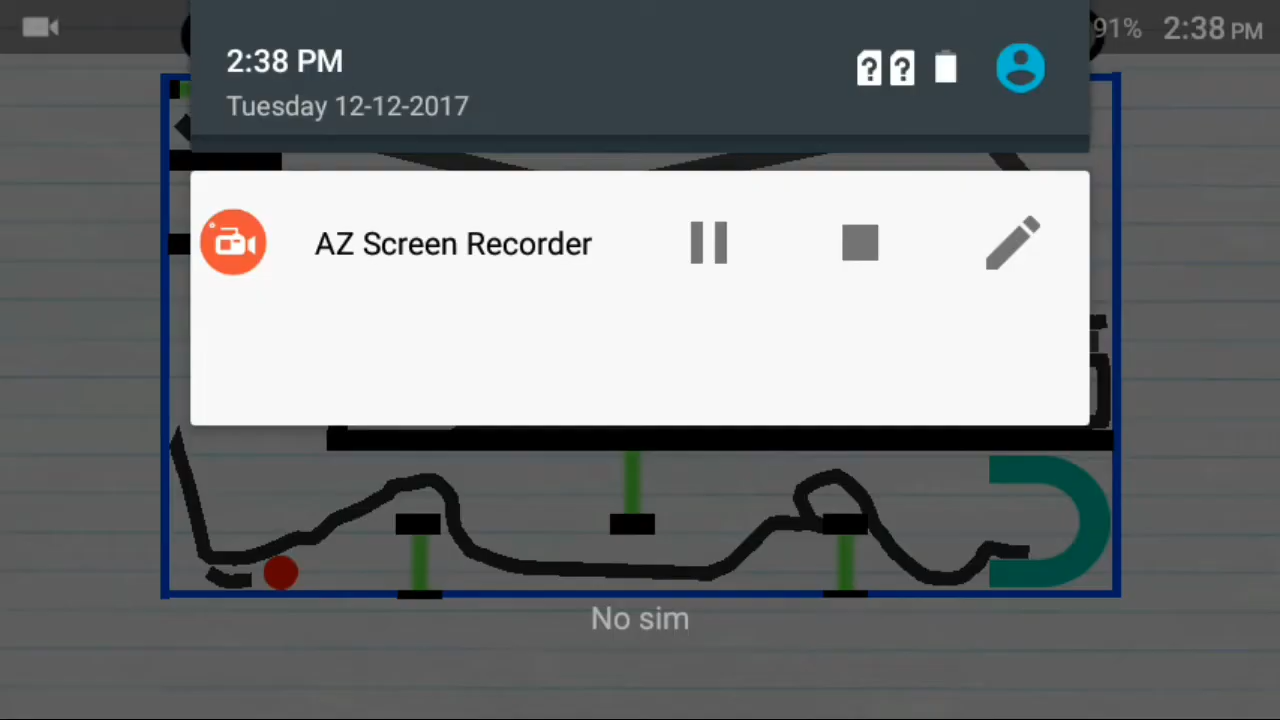 91% 2:38 PM
2:38 PM
Tuesday 12-12-2017
? ?
AZ Screen Recorder
No sim